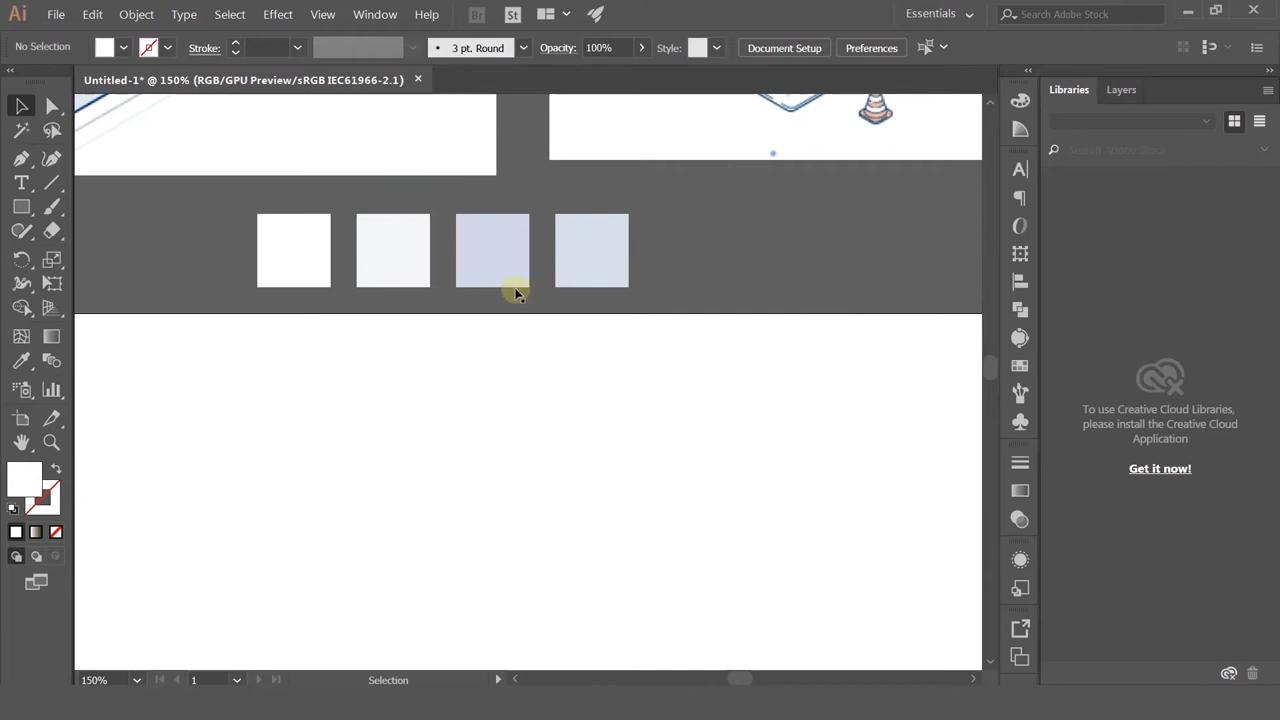 Ai File Edit Object Type Select Effect View Window Help Br St Essentials Search Adobe Stock
No Selection Stroke: 3 pt. Round Opacity: 100% Style: Document Setup Preferences
Untitled-1* @ 150% (RGB/GPU Preview/sRGB IEC61966-2.1) ×
Libraries Layers
Search Adobe Stock
To use Creative Cloud Libraries,
please install the Creative Cloud
Application
Get it now!
150% 1 Selection